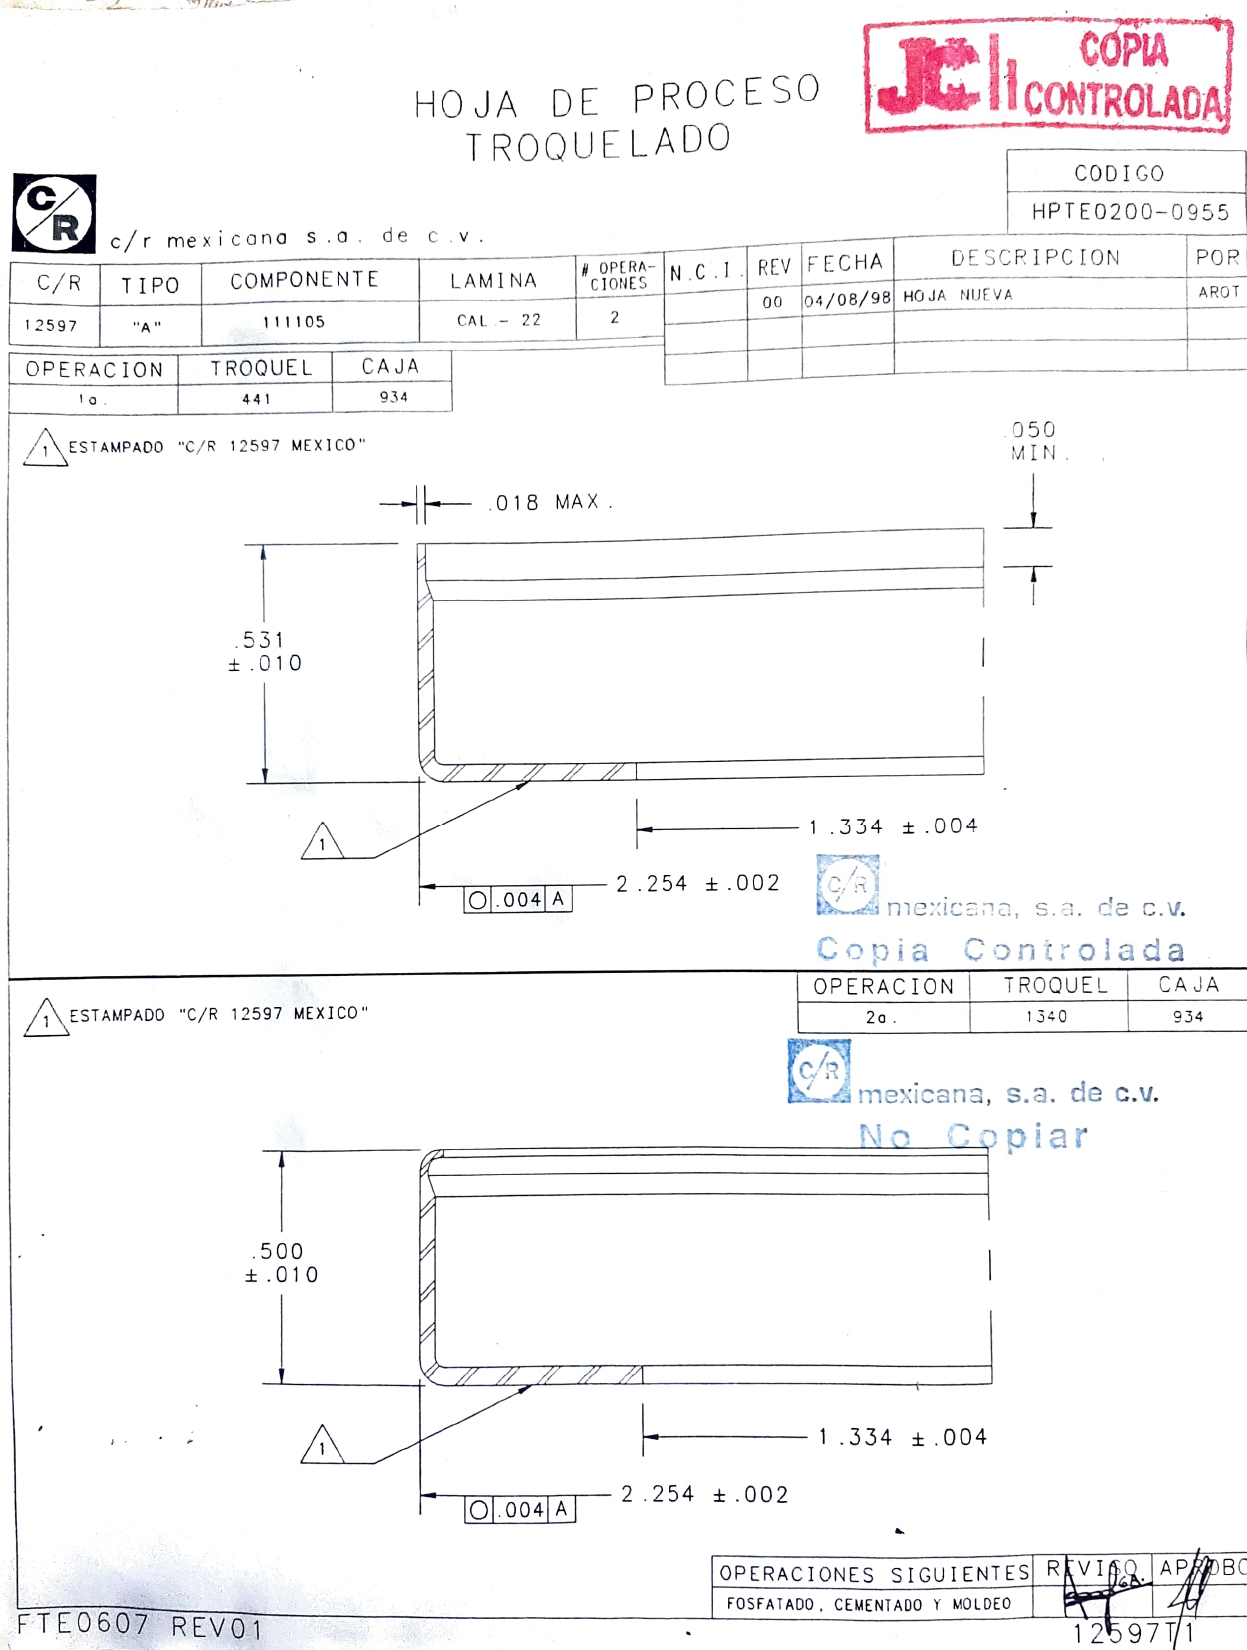 HOJA DE PROCESO
TROQUELADO
JCI
COPIA
CONTROLADA
CODIGO
HPTE0200-0955
C/R
c/r mexicana s.a. de c.v.
C/R TIPO COMPONENTE LAMINA # OPERA-CIONES N.C.I. REV FECHA DESCRIPCION POR
12597 "A" 111105 CAL - 22 2 00 04/08/98 HOJA NUEVA AROT
OPERACION TROQUEL CAJA
1a. 441 934
1 ESTAMPADO "C/R 12597 MEXICO"
.050
MIN.
.018 MAX.
.531
±.010
1
1.334 ±.004
2.254 ±.002
.004 A
C/R
mexicana, s.a. de c.v.
Copia Controlada
OPERACION TROQUEL CAJA
2a. 1340 934
1 ESTAMPADO "C/R 12597 MEXICO"
C/R
mexicana, s.a. de c.v.
No Copiar
.500
±.010
1
1.334 ±.004
2.254 ±.002
.004 A
OPERACIONES SIGUIENTES REVISO APROBO
FOSFATADO, CEMENTADO Y MOLDEO
FTE0607 REV01
12597T1